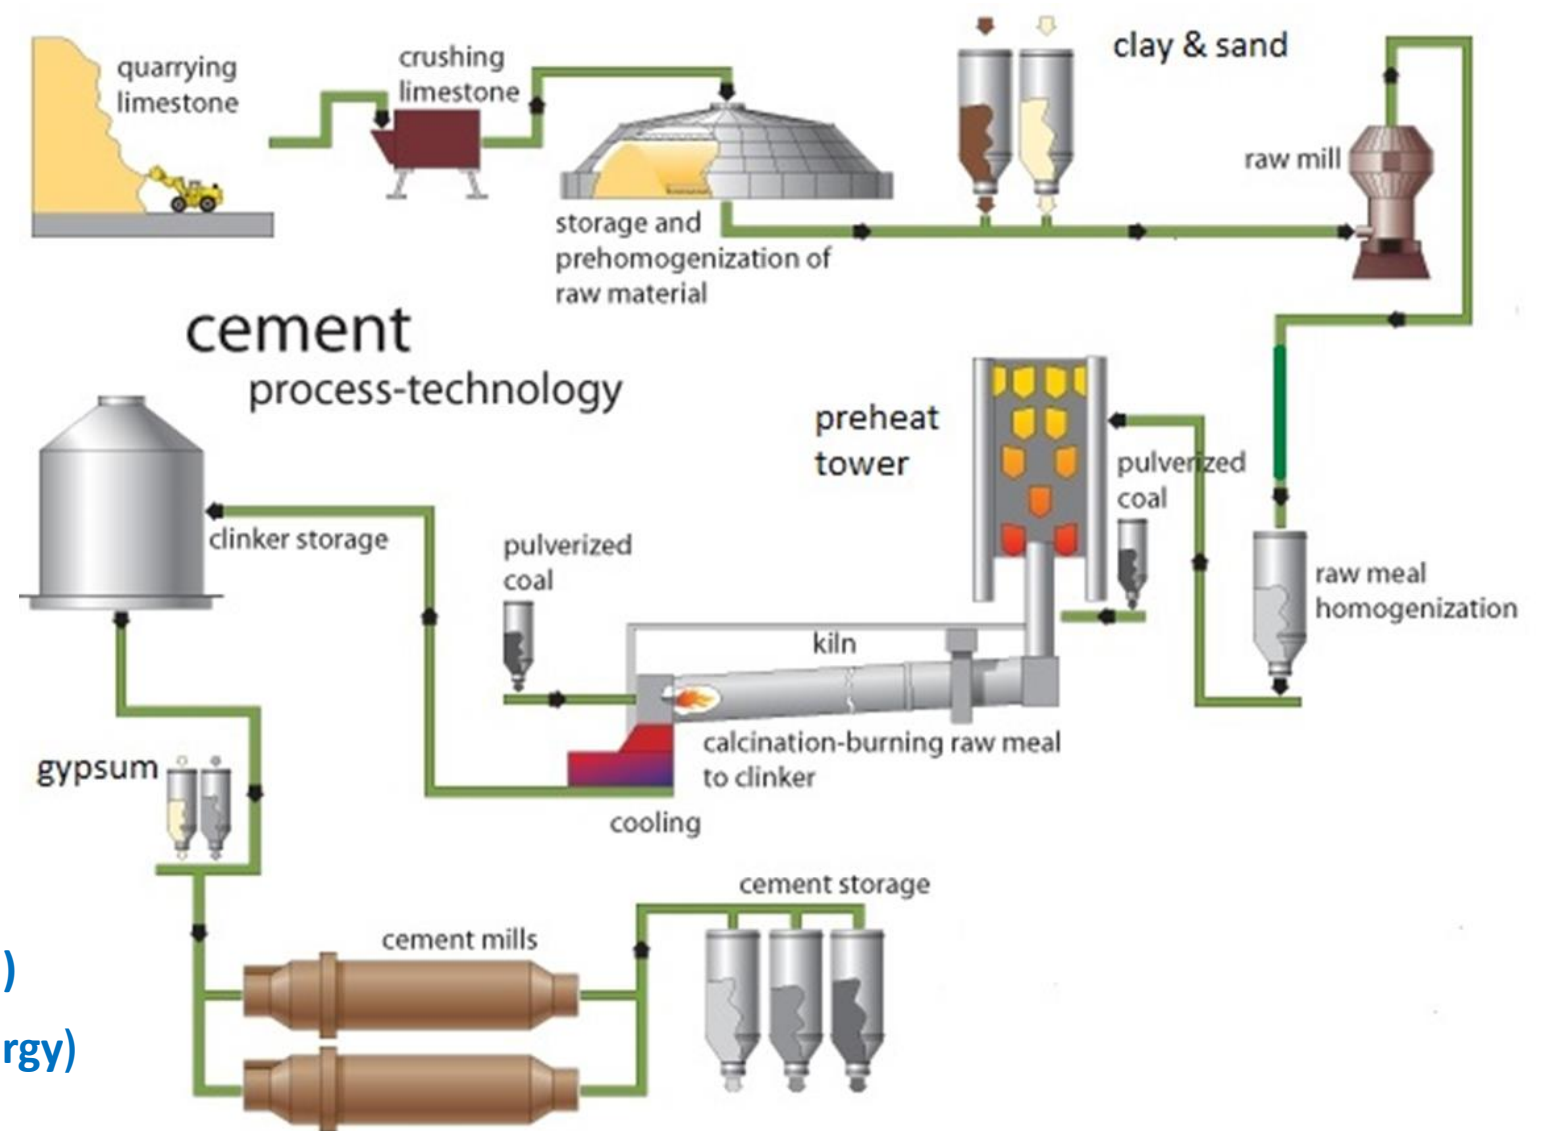 quarrying
limestone
crushing
limestone
clay & sand
raw mill
storage and
prehomogenization of
raw material
cement
process-technology
preheat
tower
pulverized
coal
clinker storage
pulverized
coal
raw meal
homogenization
kiln
calcination-burning raw meal
to clinker
gypsum
cooling
cement storage
cement mills
)
rgy)